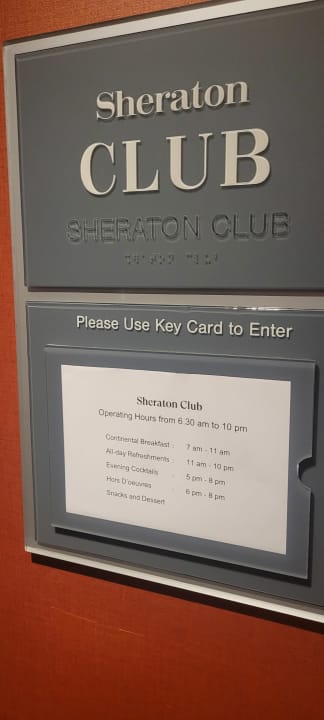 Sheraton
CLUB
SHERATON CLUB
Please Use Key Card to Enter
Sheraton Club
Operating Hours from 6.30 am to 10 pm
Continental Breakfast : 7 am - 11 am
All-day Refreshments : 11 am - 10 pm
Evening Cocktails : 5 pm - 8 pm
Hors D'oeuvres : 6 pm - 8 pm
Snacks and Dessert